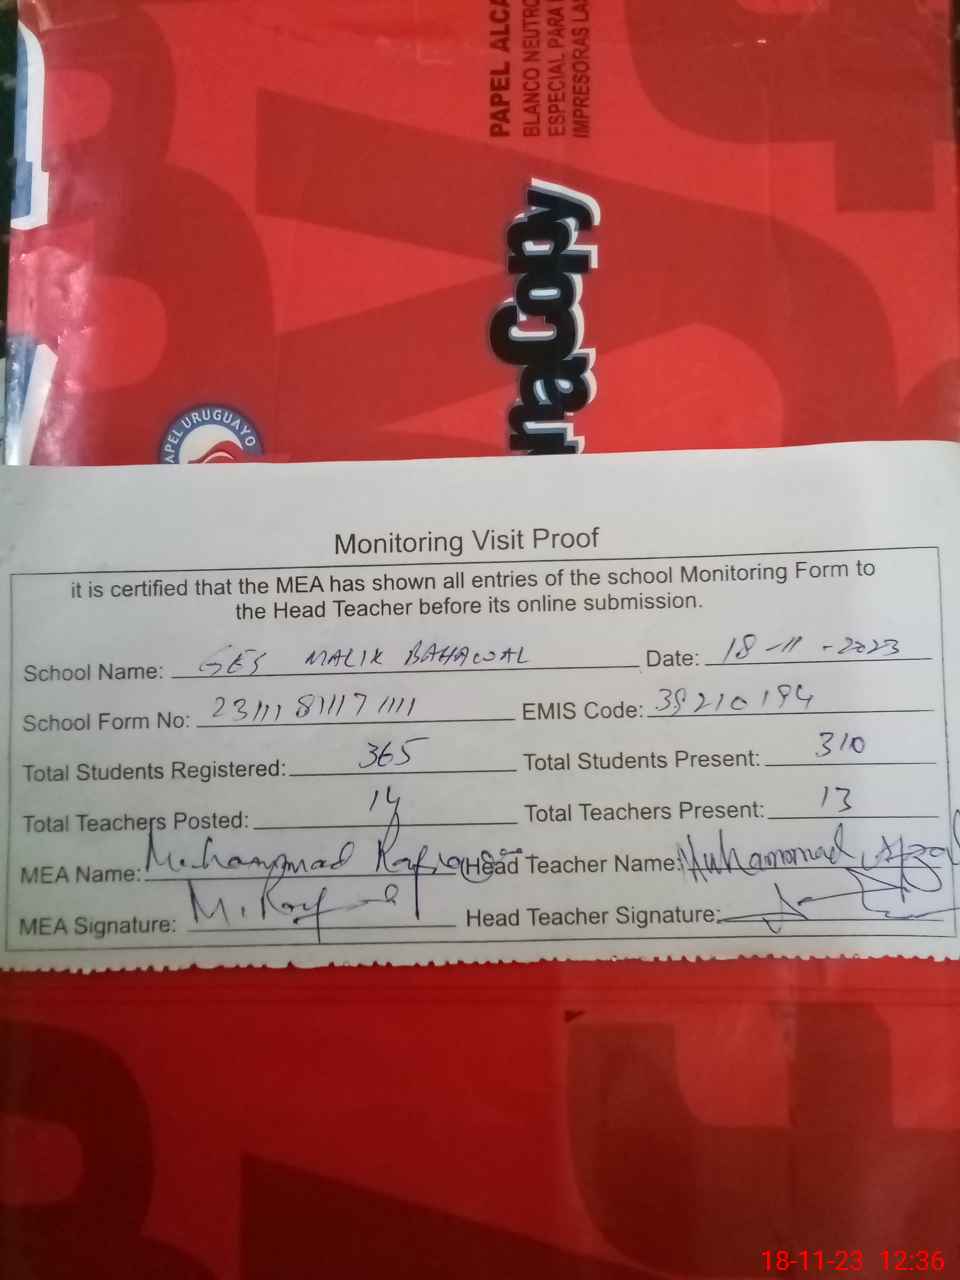 PAPEL ALCA
BLANCO NEUTRO
ESPECIAL PARA
IMPRESORAS LAS
naCopy
PAPEL URUGUAYO
Monitoring Visit Proof
it is certified that the MEA has shown all entries of the school Monitoring Form to
the Head Teacher before its online submission.
School Name: GES MALIK BAHAWAL Date: 18-11-2023
School Form No: EMIS Code:
Total Students Registered: 365 Total Students Present: 310
Total Teachers Posted: 14 Total Teachers Present: 13
MEA Name: Muhammad Head Teacher Name: Muhammad Afzal
MEA Signature: Head Teacher Signature:
18-11-23 12:36